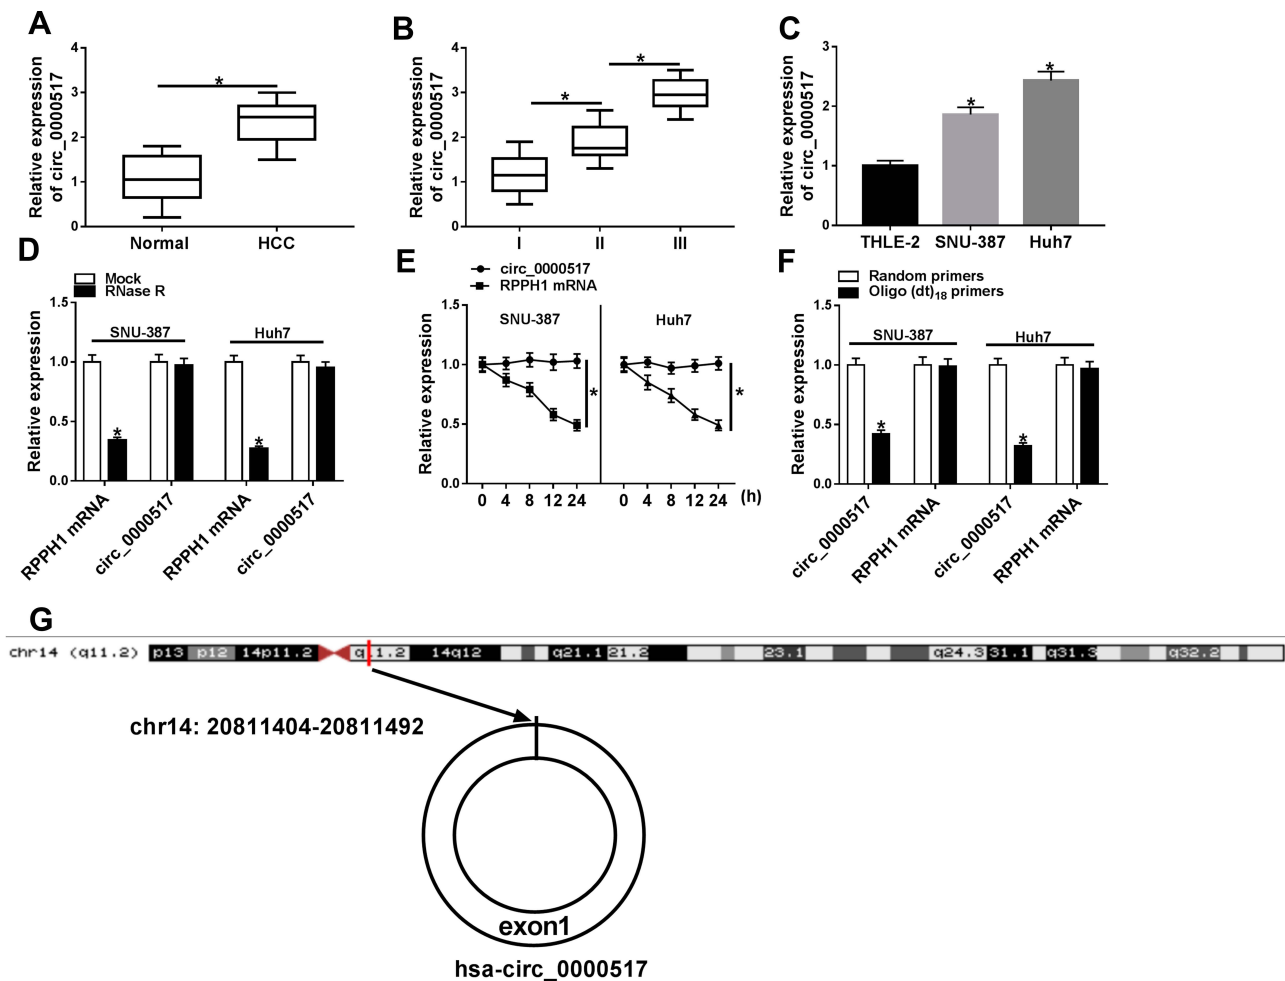 A
Relative expression
of circ_0000517
4
3
2
1
0
*
Normal
HCC
B
Relative expression
of circ_0000517
4
3
2
1
0
*
*
I
II
III
C
Relative expression
of circ_0000517
3
2
1
0
*
*
THLE-2
SNU-387
Huh7
D
Mock
RNase R
Relative expression
1.5
1.0
0.5
0.0
SNU-387
Huh7
*
*
RPPH1 mRNA
circ_0000517
RPPH1 mRNA
circ_0000517
E
circ_0000517
RPPH1 mRNA
Relative expression
1.5
1.0
0.5
0.0
SNU-387
Huh7
*
*
0 4 8 12 24
0 4 8 12 24 (h)
F
Random primers
Oligo (dt)18 primers
Relative expression
1.5
1.0
0.5
0.0
SNU-387
Huh7
*
*
circ_0000517
RPPH1 mRNA
circ_0000517
RPPH1 mRNA
G
chr14 (q11.2) p13 p12 14p11.2 q11.2 14q12 q21.1 21.2 23.1 q24.3 31.1 q31.3 q32.2
chr14: 20811404-20811492
exon1
hsa-circ_0000517